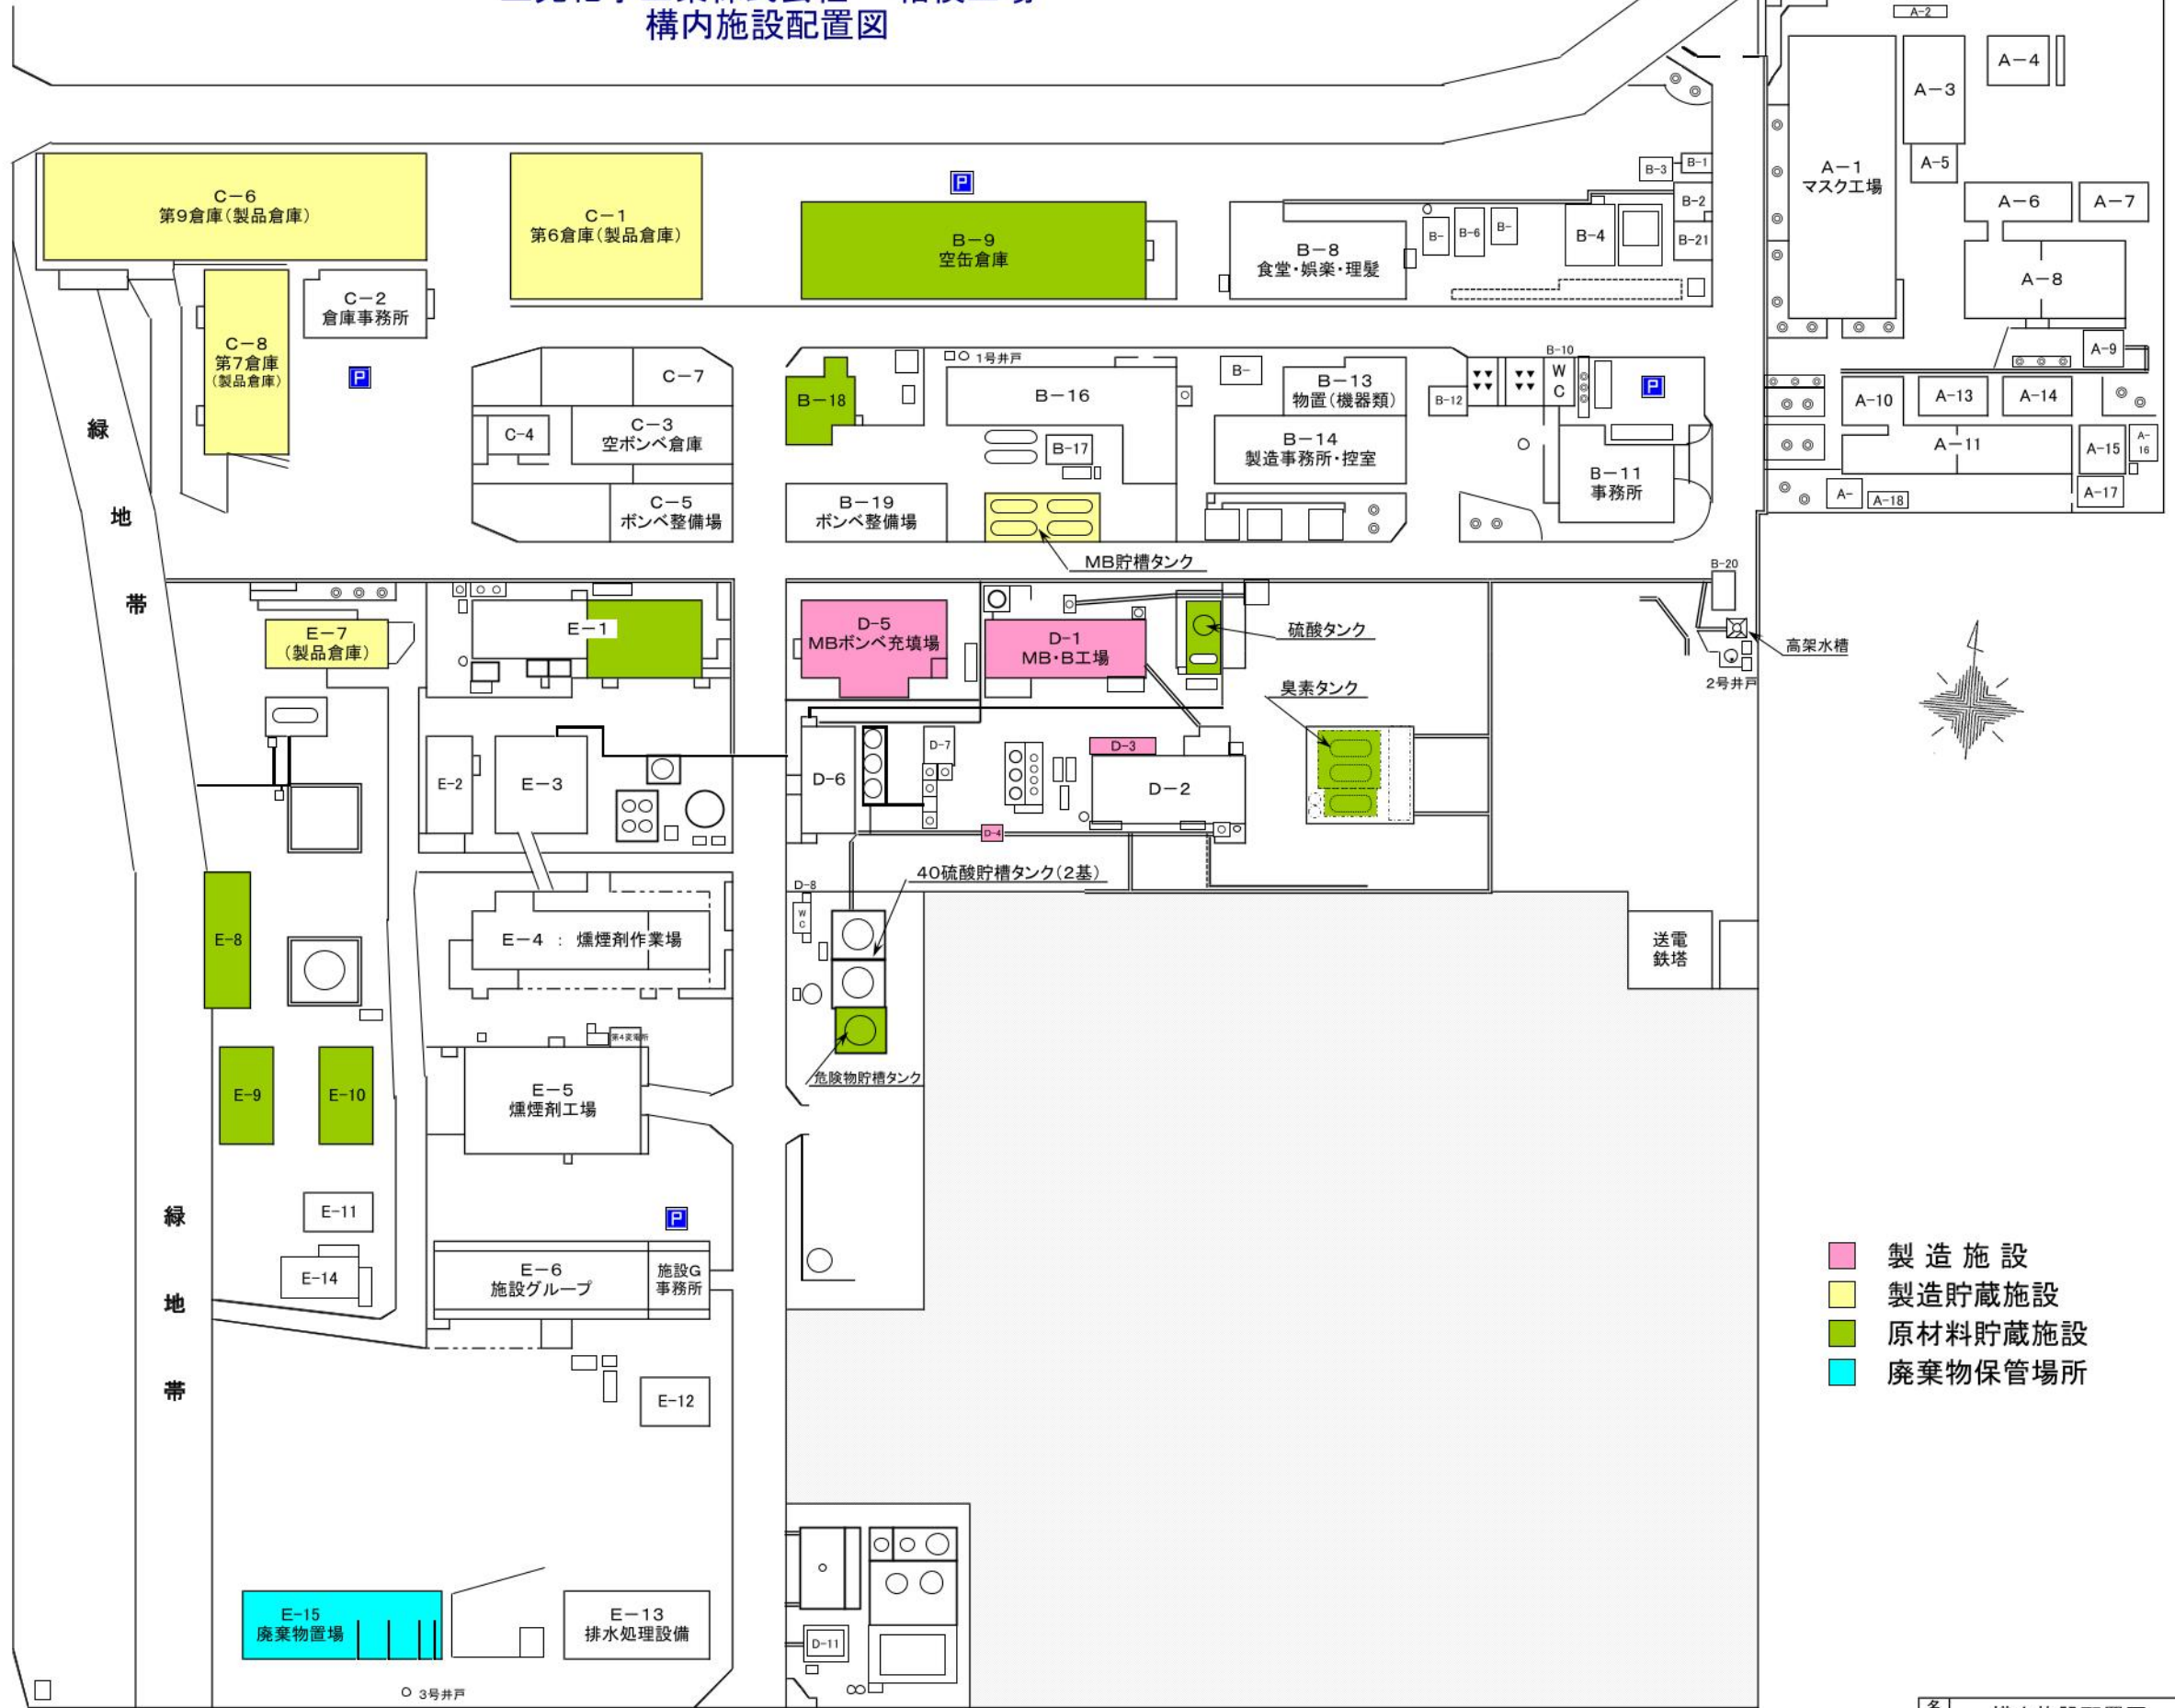 構内施設配置図
A-2
A-4
A-3
A-1
マスク工場
A-5
A-6
A-7
A-8
A-9
A-10
A-13
A-14
A-11
A-15
A-
16
A-17
A-
A-18
B-1
B-3
B-2
B-21
B-4
B-
B-6
B-
B-8
食堂・娯楽・理髪
P
B-9
空缶倉庫
C-1
第6倉庫(製品倉庫)
C-6
第9倉庫(製品倉庫)
C-2
倉庫事務所
C-8
第7倉庫
(製品倉庫)
P
C-7
C-4
C-3
空ボンベ倉庫
C-5
ボンベ整備場
B-18
1号井戸
B-16
B-17
B-19
ボンベ整備場
MB貯槽タンク
B-
B-13
物置(機器類)
B-14
製造事務所・控室
B-12
B-10
W
C
P
B-11
事務所
B-20
高架水槽
2号井戸
緑
地
帯
E-7
(製品倉庫)
E-1
D-5
MBボンベ充填場
D-1
MB・B工場
硫酸タンク
臭素タンク
E-2
E-3
D-6
D-7
D-3
D-2
D-4
40硫酸貯槽タンク(2基)
D-8
W
C
危険物貯槽タンク
送電
鉄塔
E-8
E-4 : 燻煙剤作業場
第4変電所
E-9
E-10
E-5
燻煙剤工場
E-11
E-14
P
E-6
施設グループ
施設G
事務所
緑
地
帯
E-12
製造施設
製造貯蔵施設
原材料貯蔵施設
廃棄物保管場所
E-15
廃棄物置場
E-13
排水処理設備
D-11
3号井戸